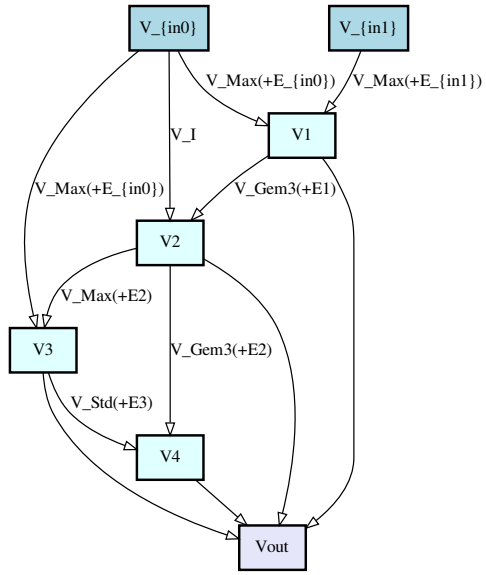 V_{in0}
V_{in1}
V_Max(+E_{in0})
V_Max(+E_{in1})
V_I
V1
V_Max(+E_{in0})
V_Gem3(+E1)
V2
V_Max(+E2)
V3
V_Gem3(+E2)
V_Std(+E3)
V4
Vout